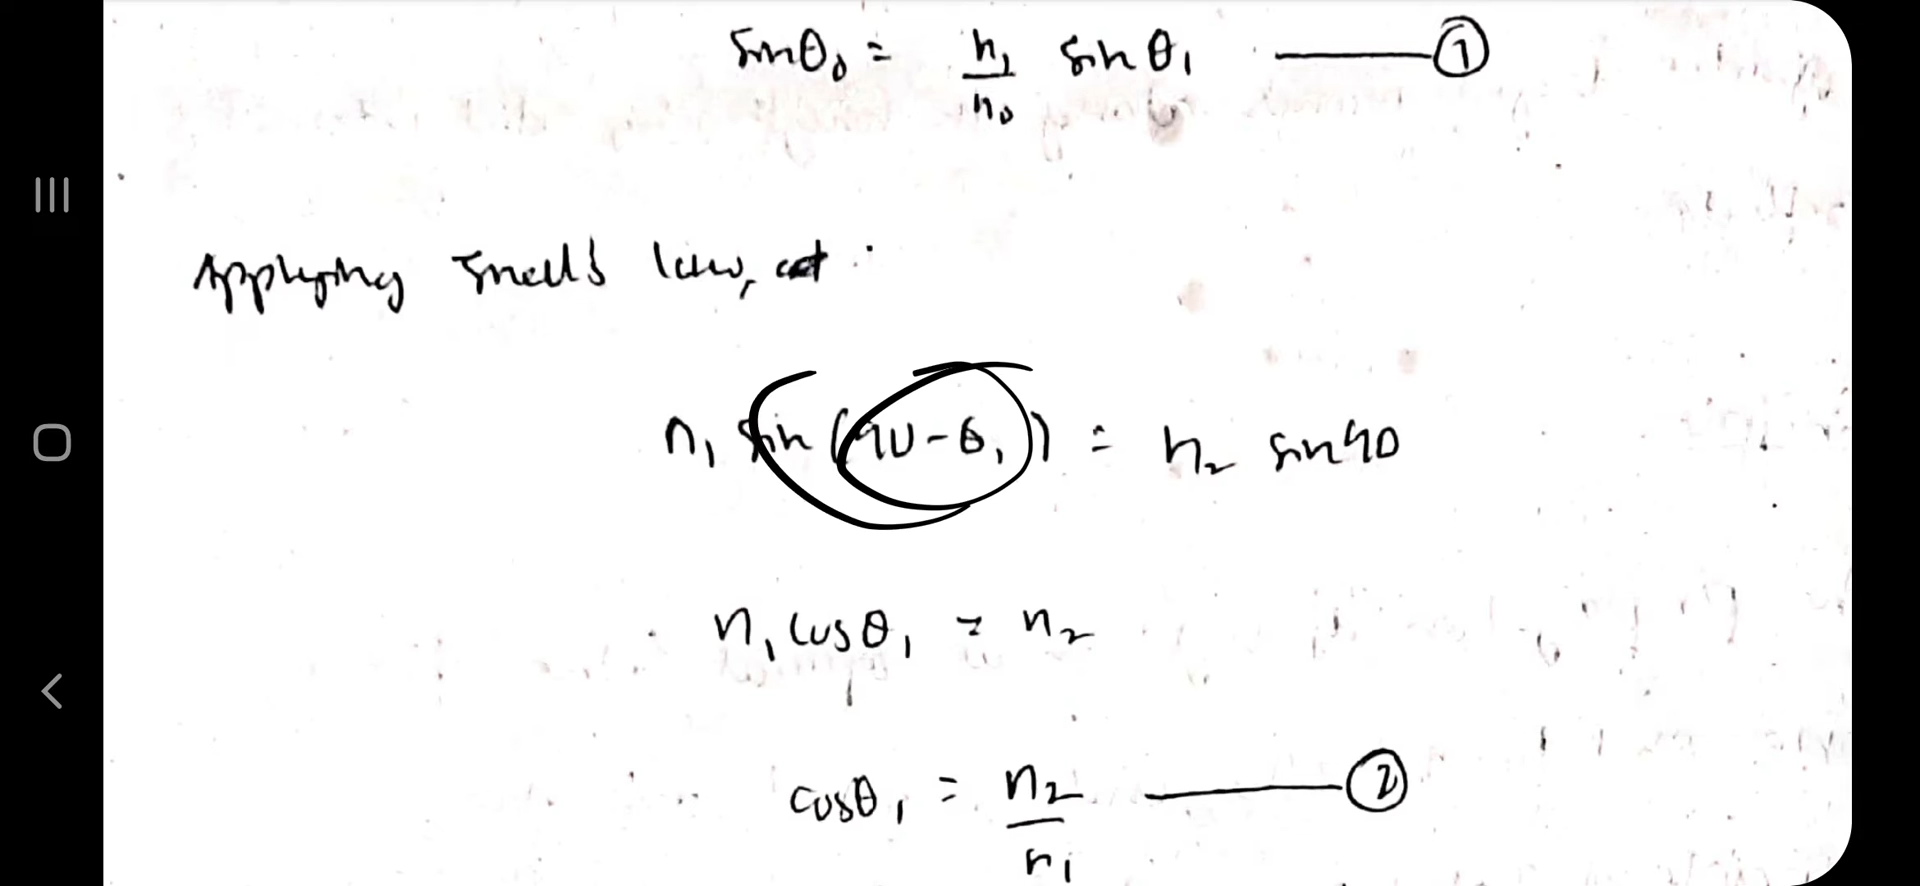 sinθ₀ = n₁/n₀ sinθ₁ ——— ①
Applying Snell's law, at
n₁ sin(90-θ₁) = n₂ sin90
n₁ cosθ₁ = n₂
cosθ₁ = n₂/n₁ ——— ②